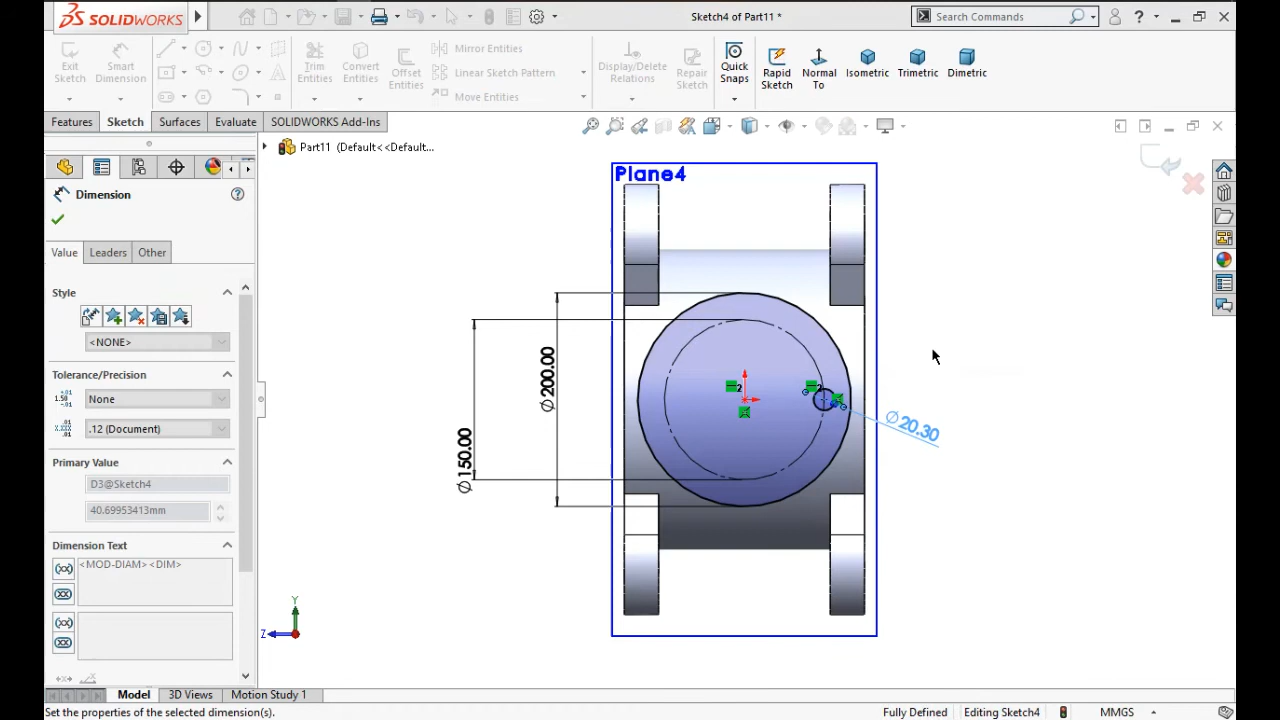 SOLIDWORKS
Sketch4 of Part11 *
Search Commands
Exit Sketch
Smart Dimension
Trim Entities
Convert Entities
Offset Entities
Mirror Entities
Linear Sketch Pattern
Move Entities
Display/Delete Relations
Repair Sketch
Quick Snaps
Rapid Sketch
Normal To
Isometric
Trimetric
Dimetric
Features
Sketch
Surfaces
Evaluate
SOLIDWORKS Add-Ins
Part11 (Default<<Default...
Dimension
Value
Leaders
Other
Style
<NONE>
Tolerance/Precision
None
.12 (Document)
Primary Value
D3@Sketch4
40.69953413mm
Dimension Text
<MOD-DIAM><DIM>
Plane4
Ø200.00
Ø150.00
Ø20.30
2
2
Y
Z
Model
3D Views
Motion Study 1
Set the properties of the selected dimension(s).
Fully Defined
Editing Sketch4
MMGS